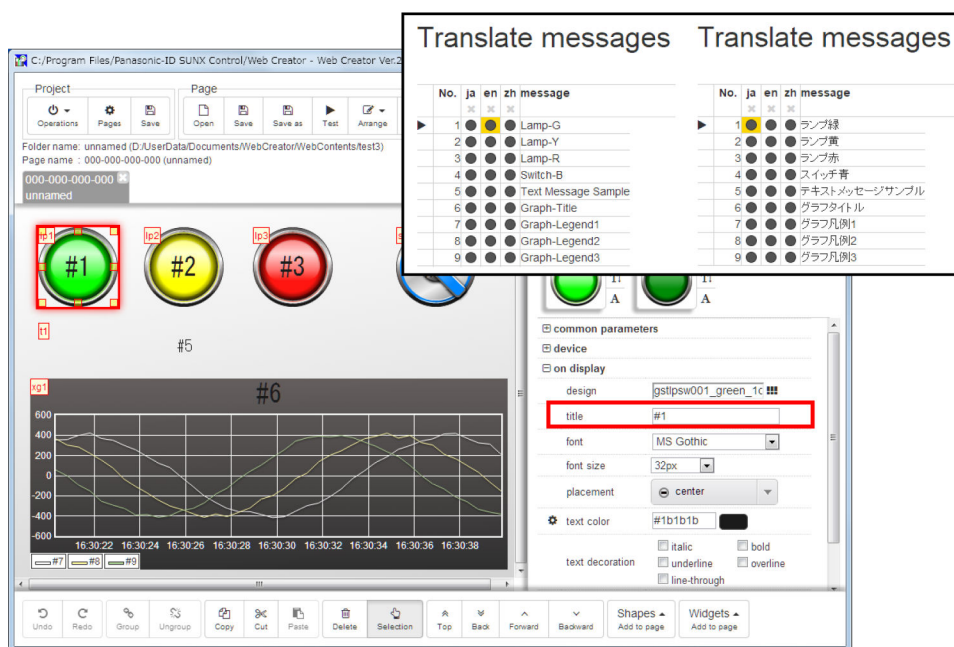 Translate messages
No. ja en zh message
1 Lamp-G
2 Lamp-Y
3 Lamp-R
4 Switch-B
5 Text Message Sample
6 Graph-Title
7 Graph-Legend1
8 Graph-Legend2
9 Graph-Legend3
Translate messages
No. ja en zh message
1 ランプ緑
2 ランプ黄
3 ランプ赤
4 スイッチ青
5 テキストメッセージサンプル
6 グラフタイトル
7 グラフ凡例1
8 グラフ凡例2
9 グラフ凡例3
C:/Program Files/Panasonic-ID SUNX Control/Web Creator - Web Creator Ver.2
Project
Page
Operations Pages Save
Open Save Save as Test Arrange
Folder name: unnamed (D:/UserData/Documents/WebCreator/WebContents/test3)
Page name : 000-000-000-000 (unnamed)
000-000-000-000
unnamed
lp2
lp3
#1
#2
#3
t1
#5
xg1
#6
600
400
200
0
-200
-400
-600
16:30:22 16:30:24 16:30:26 16:30:28 16:30:30 16:30:32 16:30:34 16:30:36 16:30:38
#7 #8 #9
A
A
common parameters
device
on display
design gstlpsw001_green_1c
title #1
font MS Gothic
font size 32px
placement center
text color #1b1b1b
text decoration
italic bold
underline overline
line-through
Undo Redo Group Ungroup Copy Cut Paste Delete Selection Top Back Forward Backward
Shapes
Add to page
Widgets
Add to page